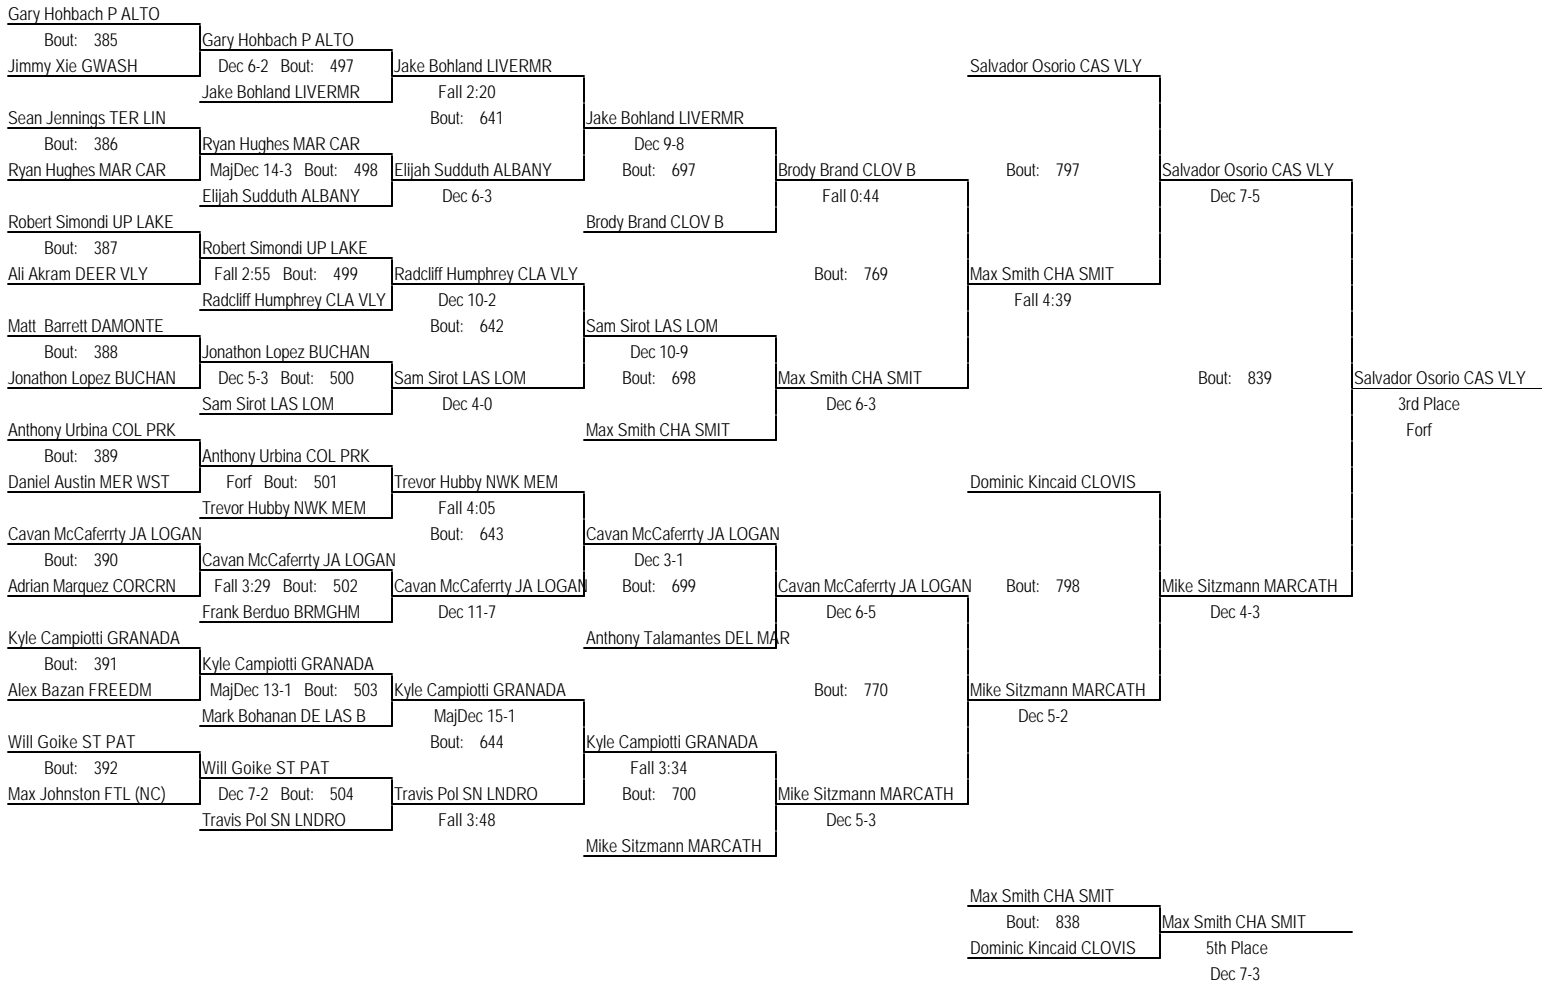 Gary Hohbach P ALTO
Bout: 385 Gary Hohbach P ALTO
Jimmy Xie GWASH Dec 6-2 Bout: 497 Jake Bohland LIVERMR Salvador Osorio CAS VLY
Jake Bohland LIVERMR Fall 2:20
Sean Jennings TER LIN Bout: 641 Jake Bohland LIVERMR
Bout: 386 Ryan Hughes MAR CAR Dec 9-8
Ryan Hughes MAR CAR MajDec 14-3 Bout: 498 Elijah Sudduth ALBANY Bout: 697 Brody Brand CLOV B Bout: 797 Salvador Osorio CAS VLY
Elijah Sudduth ALBANY Dec 6-3 Fall 0:44 Dec 7-5
Robert Simondi UP LAKE Brody Brand CLOV B
Bout: 387 Robert Simondi UP LAKE
Ali Akram DEER VLY Fall 2:55 Bout: 499 Radcliff Humphrey CLA VLY Bout: 769 Max Smith CHA SMIT
Radcliff Humphrey CLA VLY Dec 10-2 Fall 4:39
Matt Barrett DAMONTE Bout: 642 Sam Sirot LAS LOM
Bout: 388 Jonathon Lopez BUCHAN Dec 10-9
Jonathon Lopez BUCHAN Dec 5-3 Bout: 500 Sam Sirot LAS LOM Bout: 698 Max Smith CHA SMIT Bout: 839 Salvador Osorio CAS VLY
Sam Sirot LAS LOM Dec 4-0 Dec 6-3 3rd Place
Anthony Urbina COL PRK Max Smith CHA SMIT Forf
Bout: 389 Anthony Urbina COL PRK
Daniel Austin MER WST Forf Bout: 501 Trevor Hubby NWK MEM Dominic Kincaid CLOVIS
Trevor Hubby NWK MEM Fall 4:05
Cavan McCaferrty JA LOGAN Bout: 643 Cavan McCaferrty JA LOGAN
Bout: 390 Cavan McCaferrty JA LOGAN Dec 3-1
Adrian Marquez CORCRN Fall 3:29 Bout: 502 Cavan McCaferrty JA LOGAN Bout: 699 Cavan McCaferrty JA LOGAN Bout: 798 Mike Sitzmann MARCATH
Frank Berduo BRMGHM Dec 11-7 Dec 6-5 Dec 4-3
Kyle Campiotti GRANADA Anthony Talamantes DEL MAR
Bout: 391 Kyle Campiotti GRANADA
Alex Bazan FREEDM MajDec 13-1 Bout: 503 Kyle Campiotti GRANADA Bout: 770 Mike Sitzmann MARCATH
Mark Bohanan DE LAS B MajDec 15-1 Dec 5-2
Will Goike ST PAT Bout: 644 Kyle Campiotti GRANADA
Bout: 392 Will Goike ST PAT Fall 3:34
Max Johnston FTL (NC) Dec 7-2 Bout: 504 Travis Pol SN LNDRO Bout: 700 Mike Sitzmann MARCATH
Travis Pol SN LNDRO Fall 3:48 Dec 5-3
Mike Sitzmann MARCATH
Max Smith CHA SMIT
Bout: 838 Max Smith CHA SMIT
Dominic Kincaid CLOVIS 5th Place
Dec 7-3